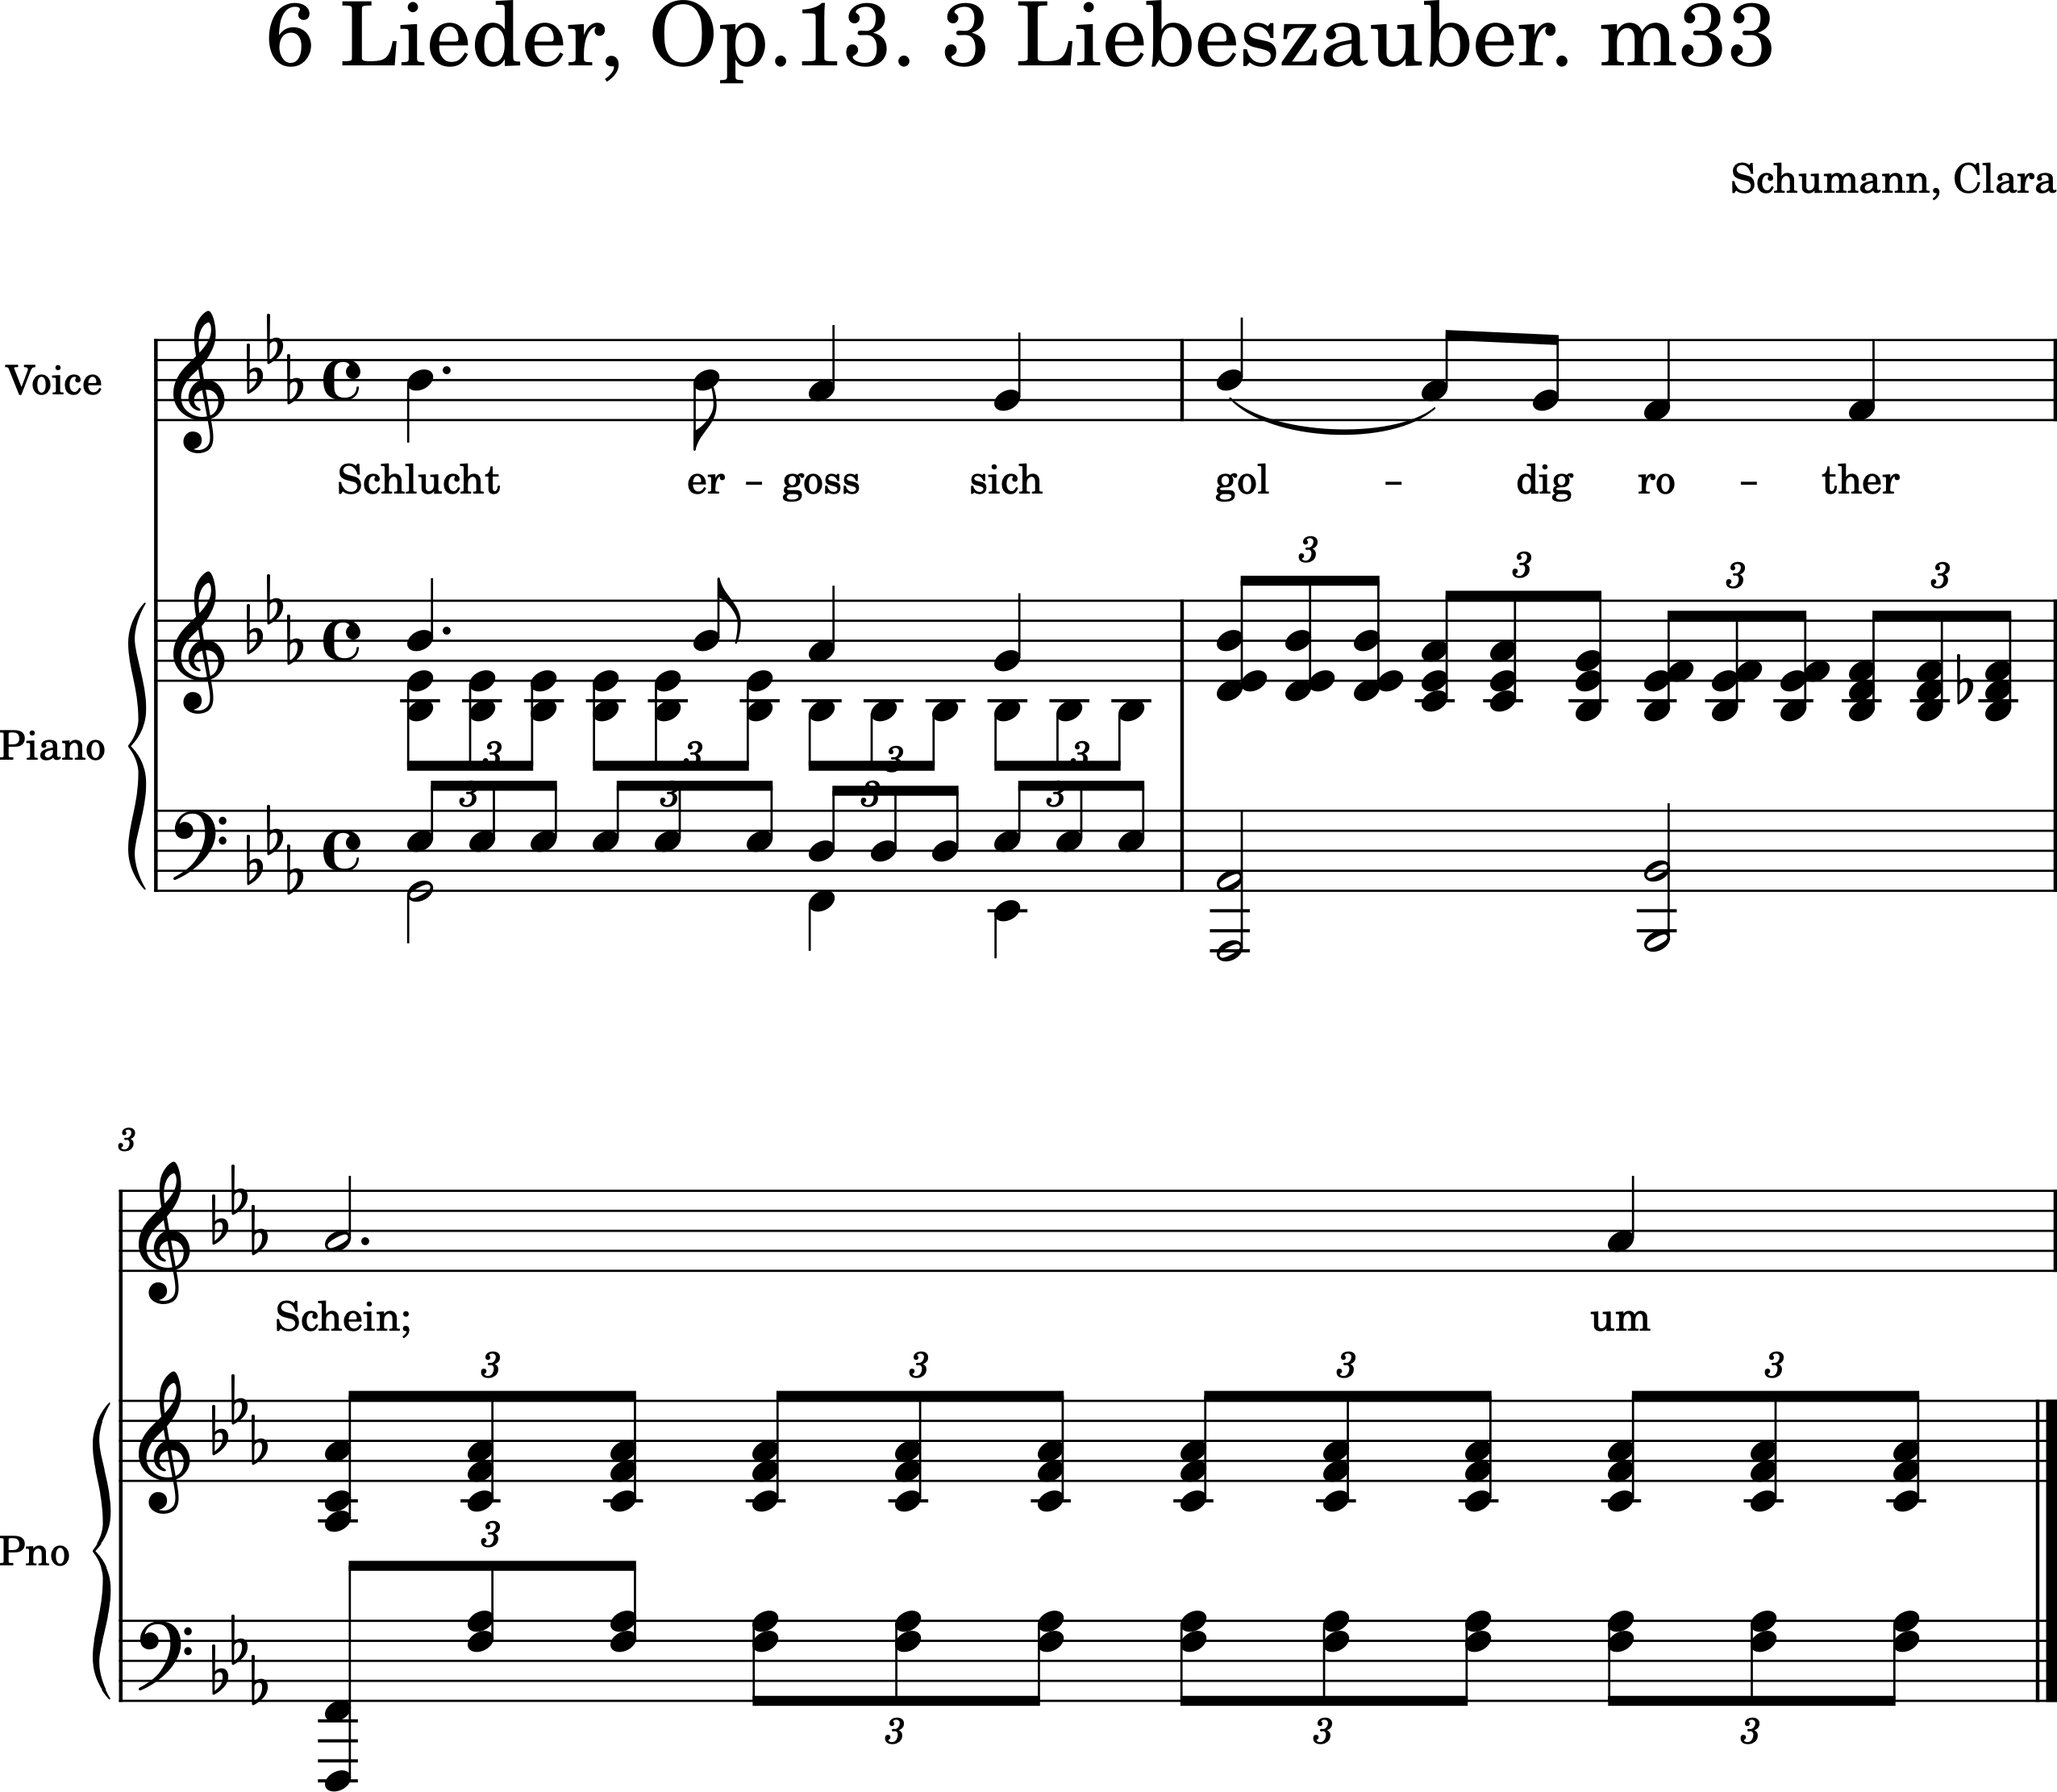 6 Lieder, Op.13. 3 Liebeszauber. m33
Schumann, Clara
Voice
Schlucht er – goss sich gol – dig ro – ther
3 3 3 3
Piano
3 3 3 3
3 3 3 3
3
Schein; um
3 3 3 3
Pno
3
3 3 3